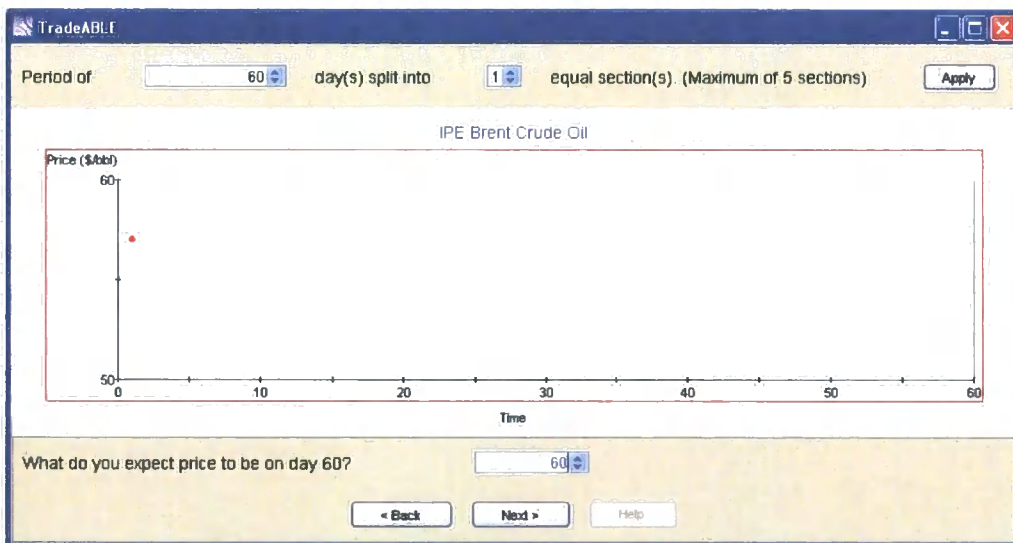 TradeABLE
Period of 60 day(s) split into 1 equal section(s). (Maximum of 5 sections) Apply
IPE Brent Crude Oil
Price ($/bbl)
60
50
0 10 20 30 40 50 60
Time
What do you expect price to be on day 60? 60
< Back Next > Help